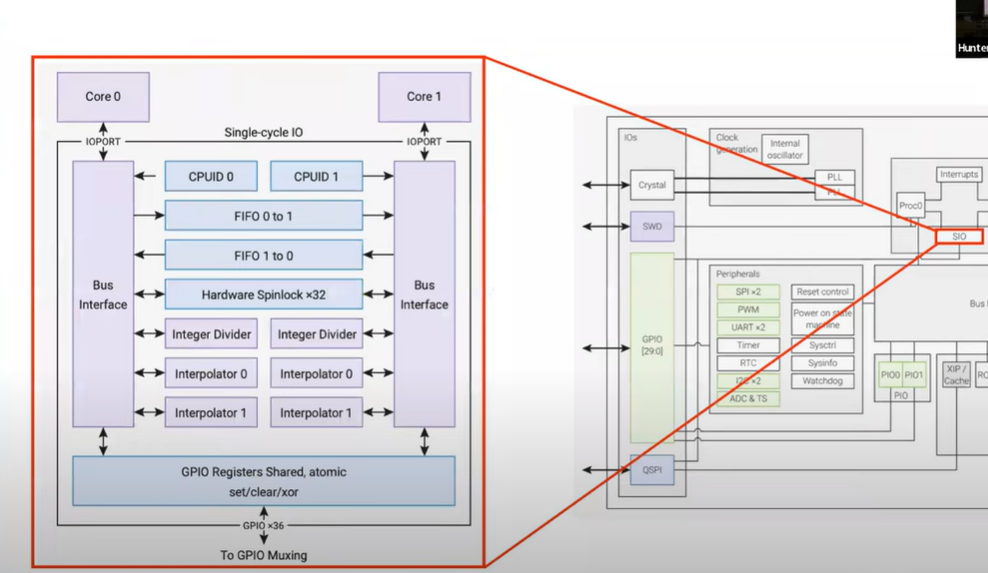 Hunter
Core 0
Core 1
IOPORT
Single-cycle IO
IOPORT
CPUID 0
CPUID 1
FIFO 0 to 1
FIFO 1 to 0
Bus
Interface
Bus
Interface
Hardware Spinlock ×32
Integer Divider
Integer Divider
Interpolator 0
Interpolator 0
Interpolator 1
Interpolator 1
GPIO Registers Shared, atomic
set/clear/xor
GPIO ×36
To GPIO Muxing
IOs
Crystal
SWD
GPIO
[29:0]
QSPI
Clock
generation
Internal
oscillator
PLL
PLL
Interrupts
Proc0
SIO
Peripherals
SPI ×2
PWM
UART ×2
Timer
RTC
I2C ×2
ADC & TS
Reset control
Power on state
machine
Sysctrl
Sysinfo
Watchdog
Bus
PIO0
PIO1
PIO
XIP /
Cache